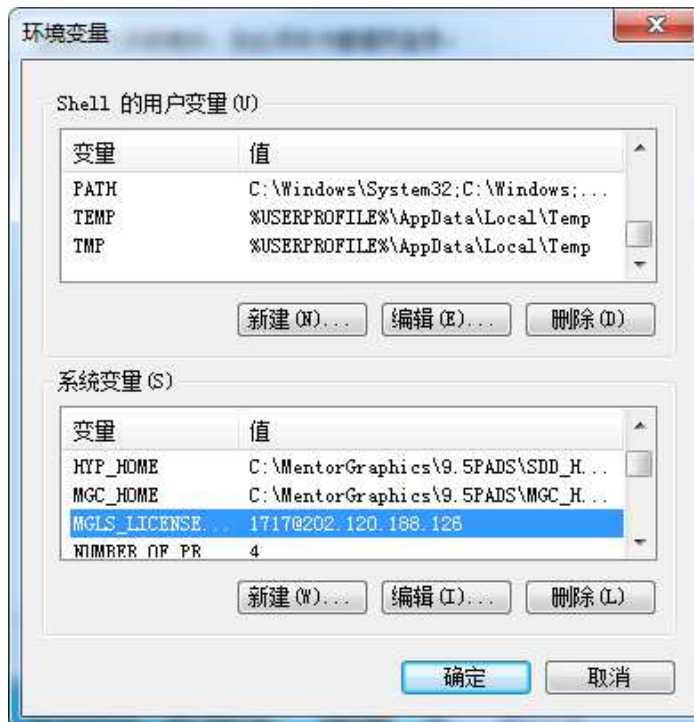 环境变量
Shell 的用户变量(U)
变量 值
PATH C:\Windows\System32;C:\Windows;...
TEMP %USERPROFILE%\AppData\Local\Temp
TMP %USERPROFILE%\AppData\Local\Temp
新建(N)... 编辑(E)... 删除(D)
系统变量(S)
变量 值
HYP_HOME C:\MentorGraphics\9.5PADS\SDD_H...
MGC_HOME C:\MentorGraphics\9.5PADS\MGC_H...
MGLS_LICENSE... 1717@202.120.188.126
NUMBER_OF_PR 4
新建(W)... 编辑(I)... 删除(L)
确定 取消